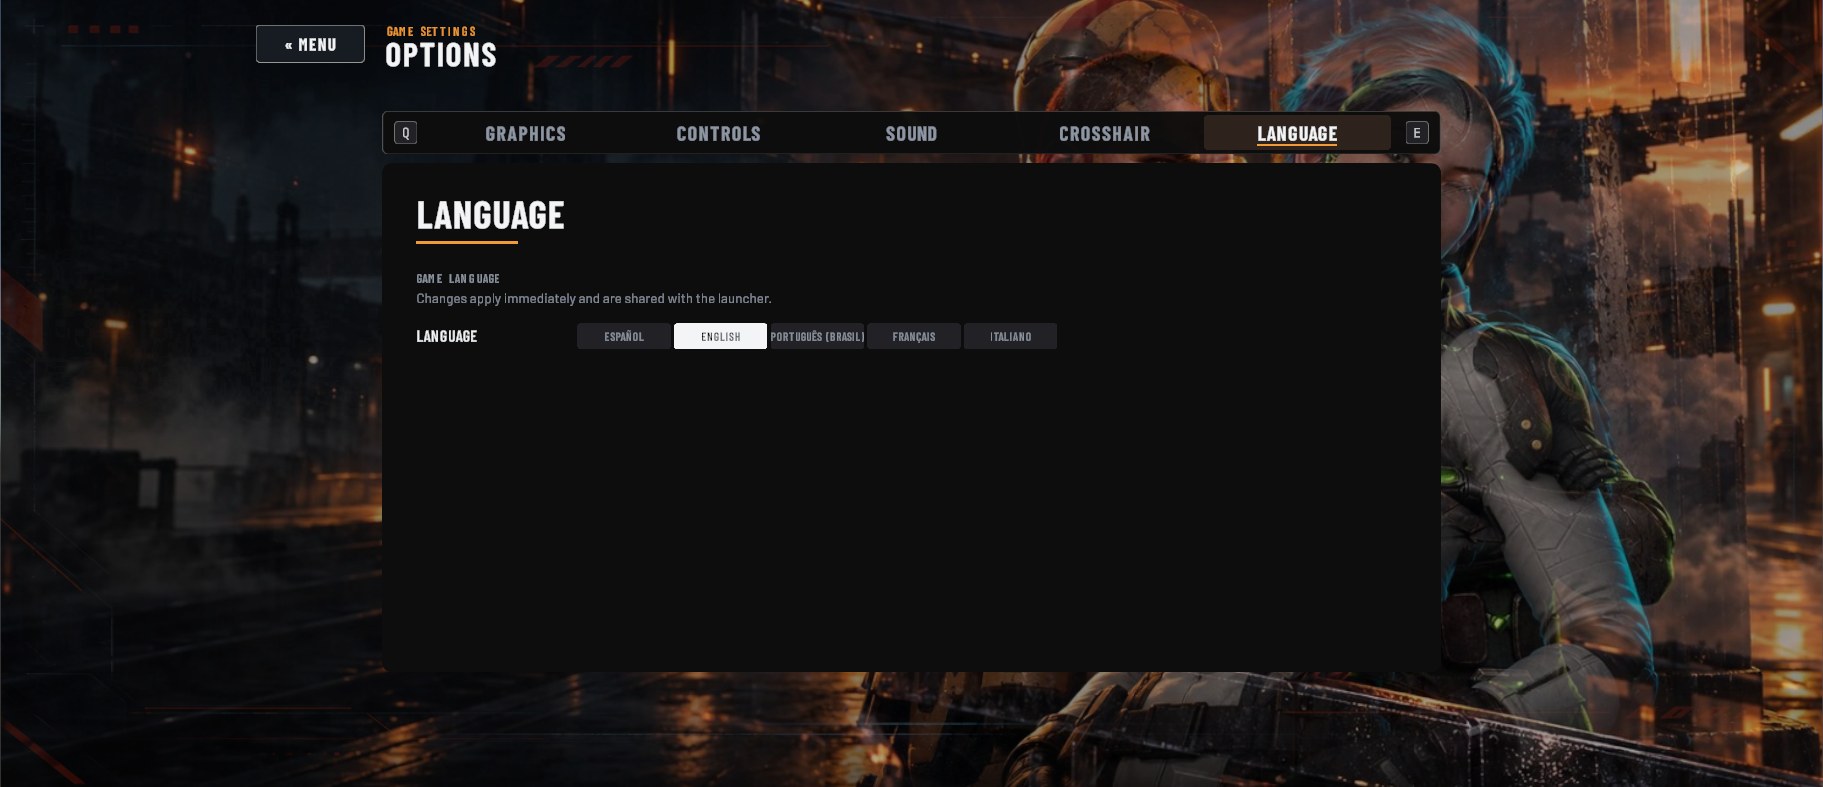 « MENU
GAME SETTINGS
OPTIONS
Q GRAPHICS CONTROLS SOUND CROSSHAIR LANGUAGE E
LANGUAGE
GAME LANGUAGE
Changes apply immediately and are shared with the launcher.
LANGUAGE ESPAÑOL ENGLISH PORTUGUÊS (BRASIL) FRANÇAIS ITALIANO